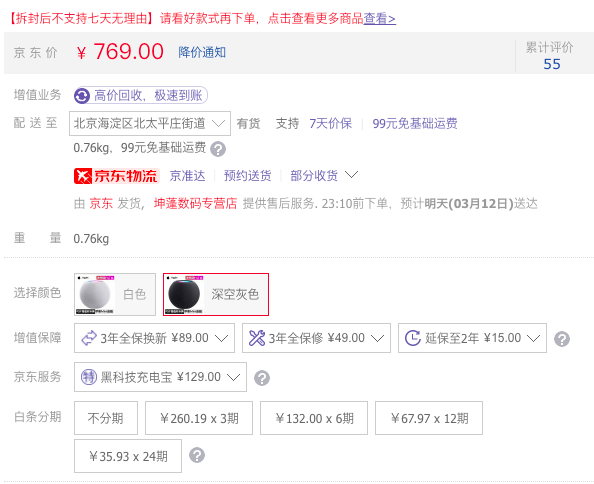 【拆封后不支持七天无理由】请看好款式再下单，点击查看更多商品查看>
京 东 价 ￥ 769.00 降价通知 累计评价
55
增值业务 高价回收，极速到账
配 送 至 北京海淀区北太平庄街道 有货 支持 7天价保 99元免基础运费
0.76kg，99元免基础运费 ?
京东物流 京准达 预约送货 部分收货
由 京东 发货，坤蓬数码专营店 提供售后服务. 23:10前下单，预计明天(03月12日)送达
重 量 0.76kg
选择颜色 白色 深空灰色
增值保障 3年全保换新 ¥89.00 3年全保修 ¥49.00 延保至2年 ¥15.00 ?
京东服务 特 黑科技充电宝 ¥129.00 ?
白条分期 不分期 ￥260.19 x 3期 ￥132.00 x 6期 ￥67.97 x 12期
￥35.93 x 24期 ?